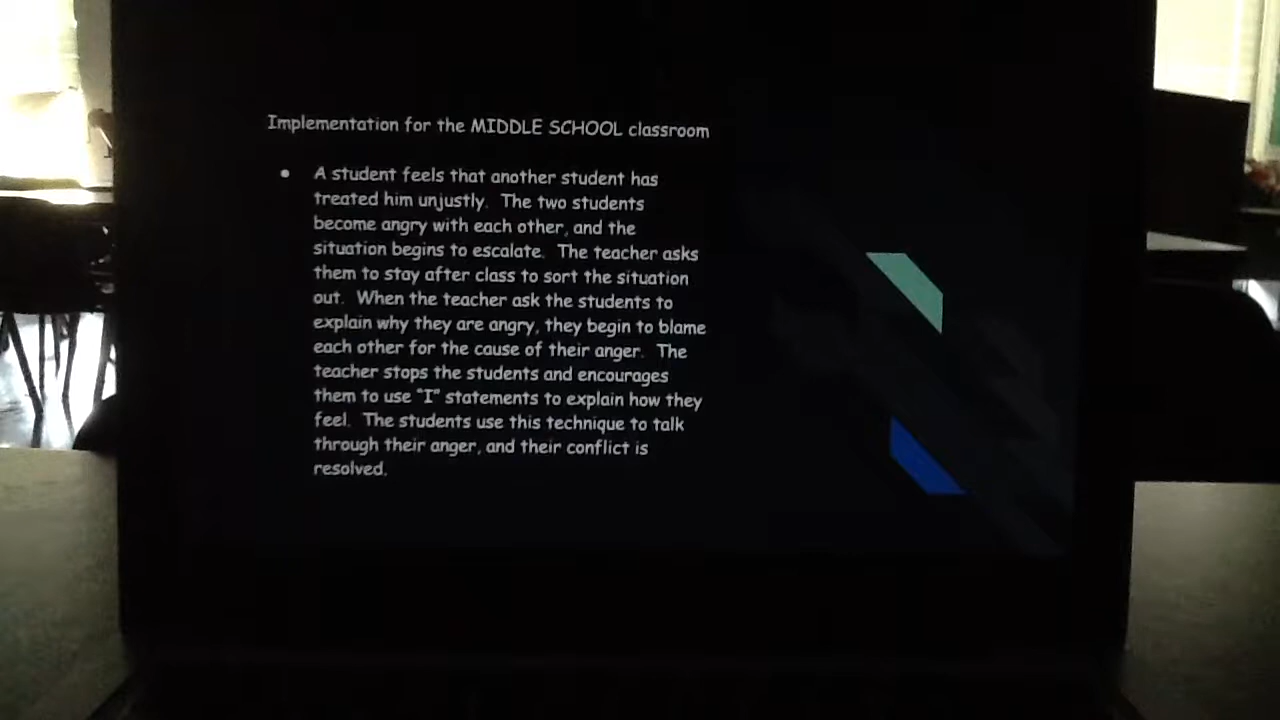 Implementation for the MIDDLE SCHOOL classroom
● A student feels that another student has
treated him unjustly. The two students
become angry with each other, and the
situation begins to escalate. The teacher asks
them to stay after class to sort the situation
out. When the teacher ask the students to
explain why they are angry, they begin to blame
each other for the cause of their anger. The
teacher stops the students and encourages
them to use "I" statements to explain how they
feel. The students use this technique to talk
through their anger, and their conflict is
resolved.